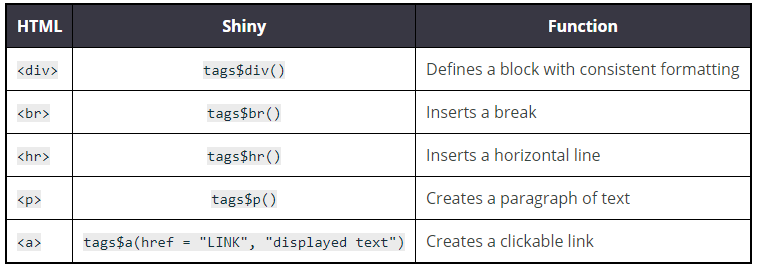 HTML Shiny Function
<div> tags$div() Defines a block with consistent formatting
<br> tags$br() Inserts a break
<hr> tags$hr() Inserts a horizontal line
<p> tags$p() Creates a paragraph of text
<a> tags$a(href = "LINK", "displayed text") Creates a clickable link